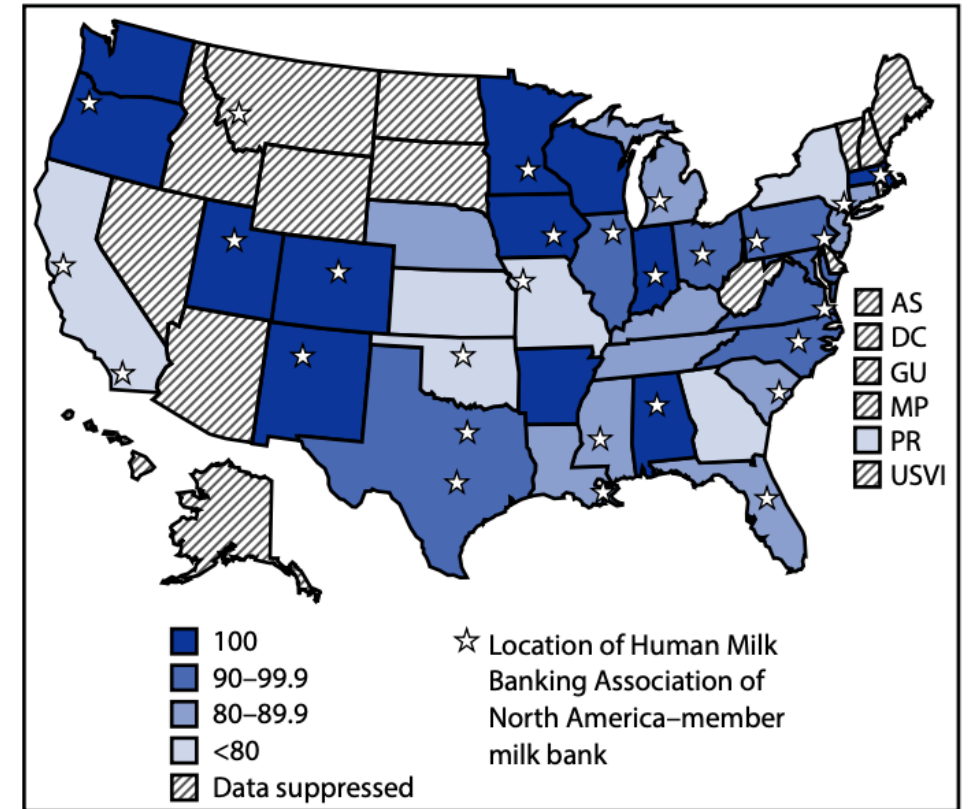 AS
DC
GU
MP
PR
USVI
100
90–99.9
80–89.9
<80
Data suppressed
Location of Human Milk
Banking Association of
North America–member
milk bank